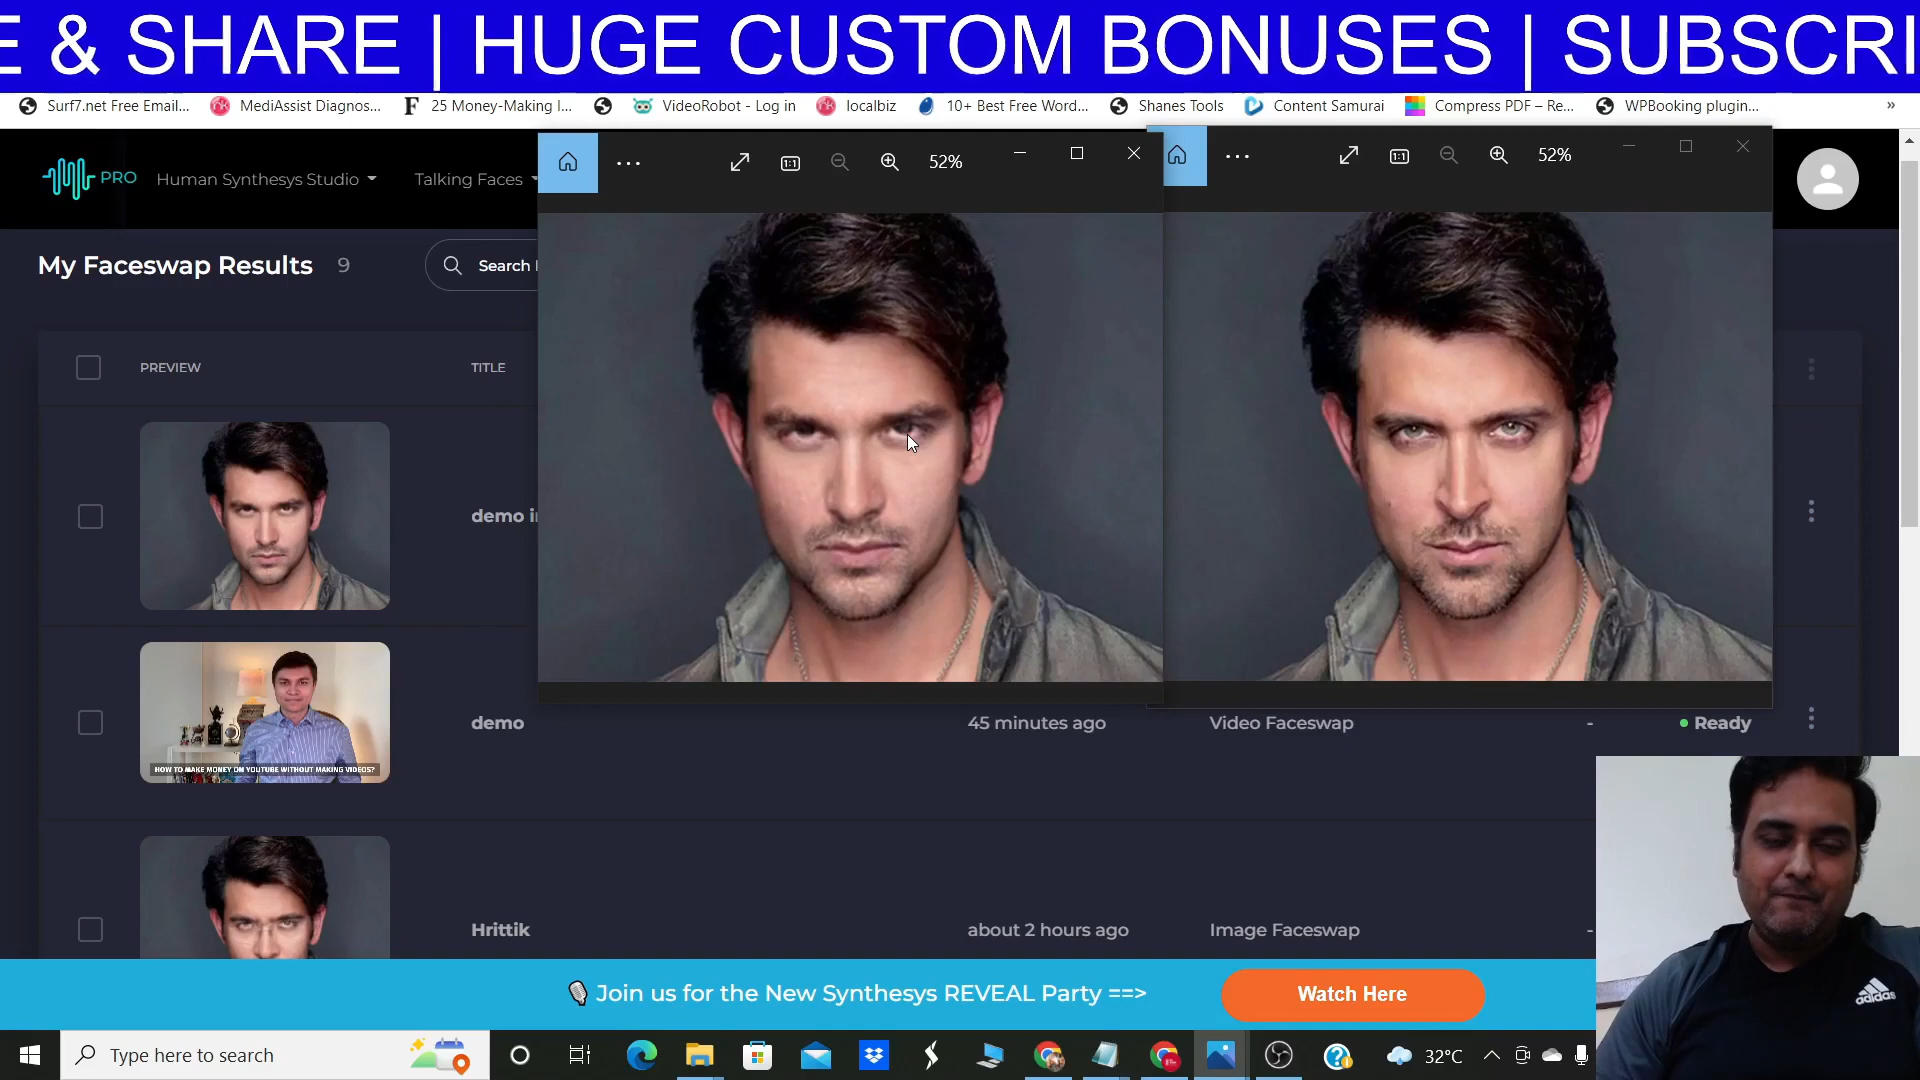 E & SHARE | HUGE CUSTOM BONUSES | SUBSCRI
Surf7.net Free Email... MediAssist Diagnos... 25 Money-Making I... VideoRobot - Log in localbiz 10+ Best Free Word... Shanes Tools Content Samurai Compress PDF – Re... WPBooking plugin... »
PRO Human Synthesys Studio Talking Faces
52%
52%
My Faceswap Results 9
Search
PREVIEW TITLE
demo i
HOW TO MAKE MONEY ON YOUTUBE WITHOUT MAKING VIDEOS?
demo 45 minutes ago Video Faceswap - Ready
Hrittik about 2 hours ago Image Faceswap -
Join us for the New Synthesys REVEAL Party ==> Watch Here
adidas
Type here to search
32°C